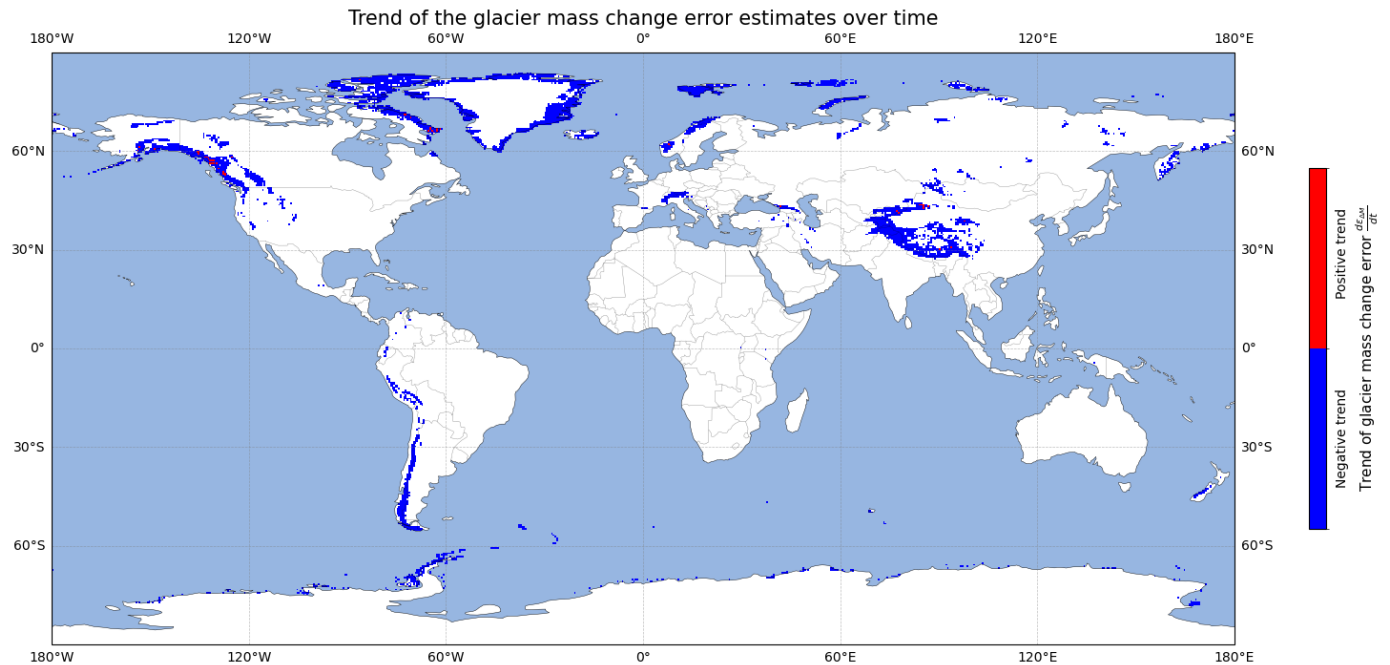 Trend of the glacier mass change error estimates over time
180°W 120°W 60°W 0° 60°E 120°E 180°E
60°N 60°N
30°N 30°N
0° 0°
30°S 30°S
60°S 60°S
180°W 120°W 60°W 0° 60°E 120°E 180°E
Positive trend
Negative trend
Trend of glacier mass change error dε_ΔM/dt